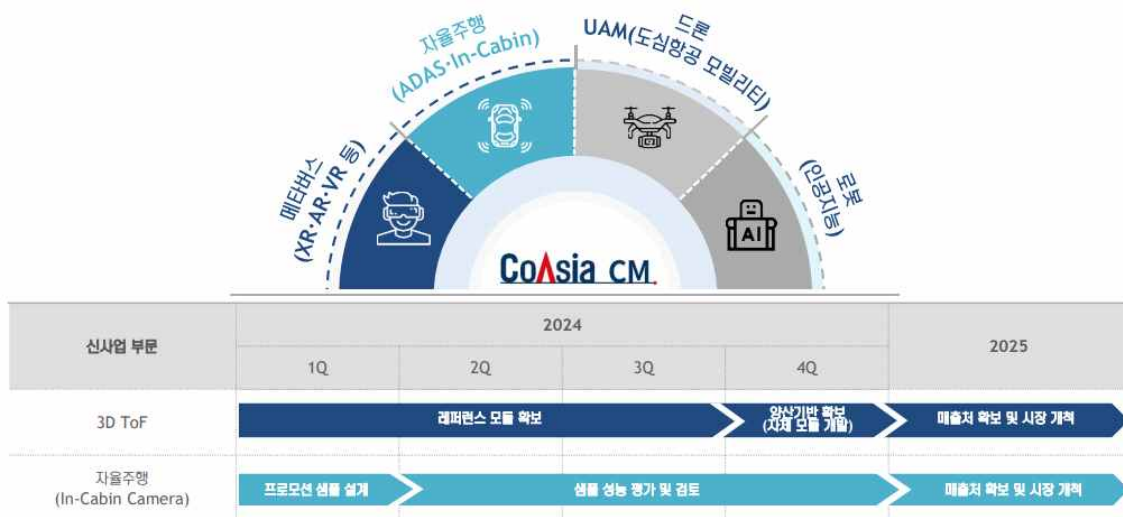 메타버스
(XR·AR·VR 등)
자율주행
(ADAS·In-Cabin)
드론
UAM(도심항공 모빌리티)
로봇
(인공지능)
AI
CoAsia CM.
신사업 부문
2024
2025
1Q
2Q
3Q
4Q
3D ToF
레퍼런스 모듈 확보
양산기반 확보
(자체 모듈 개발)
매출처 확보 및 시장 개척
자율주행
(In-Cabin Camera)
프로모션 샘플 설계
샘플 성능 평가 및 검토
매출처 확보 및 시장 개척